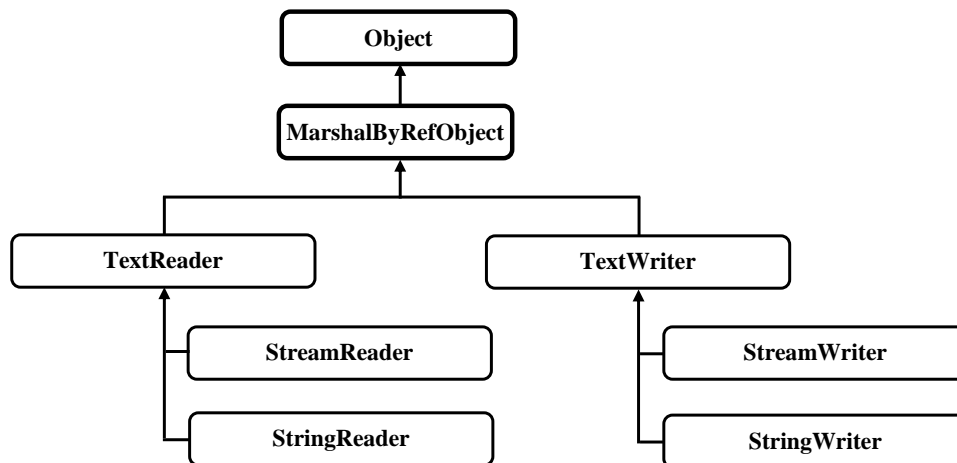 Object
MarshalByRefObject
TextReader
TextWriter
StreamReader
StreamWriter
StringReader
StringWriter